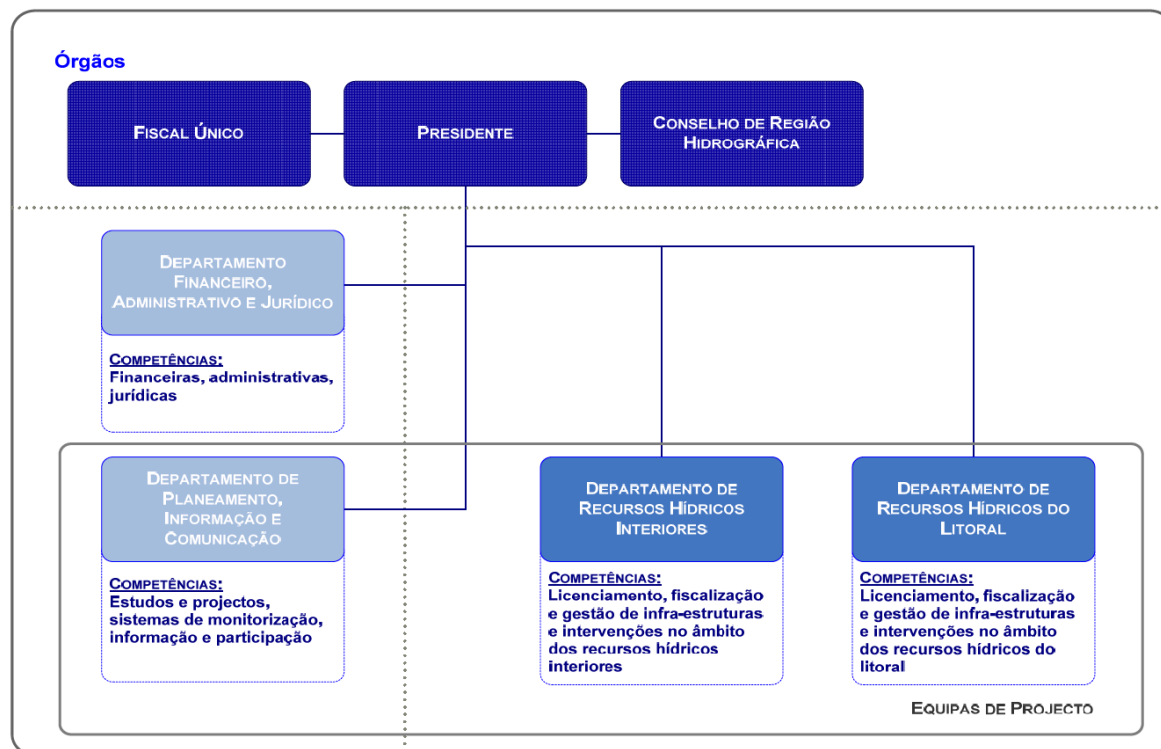 Órgãos
FISCAL ÚNICO
PRESIDENTE
CONSELHO DE REGIÃO
HIDROGRÁFICA
DEPARTAMENTO
FINANCEIRO,
ADMINISTRATIVO E JURÍDICO
COMPETÊNCIAS:
Financeiras, administrativas,
jurídicas
DEPARTAMENTO DE
PLANEAMENTO,
INFORMAÇÃO E
COMUNICAÇÃO
COMPETÊNCIAS:
Estudos e projectos,
sistemas de monitorização,
informação e participação
DEPARTAMENTO DE
RECURSOS HÍDRICOS
INTERIORES
COMPETÊNCIAS:
Licenciamento, fiscalização
e gestão de infra-estruturas
e intervenções no âmbito
dos recursos hídricos
interiores
DEPARTAMENTO DE
RECURSOS HÍDRICOS DO
LITORAL
COMPETÊNCIAS:
Licenciamento, fiscalização
e gestão de infra-estruturas
e intervenções no âmbito
dos recursos hídricos do
litoral
EQUIPAS DE PROJECTO